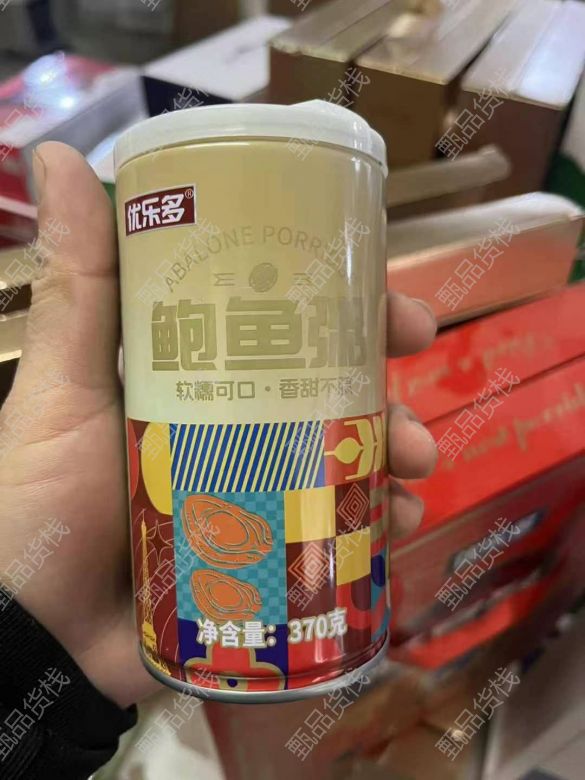 优乐多®
ABALONE PORRI
鲍鱼粥
软糯可口·香甜不腻
净含量：370克
甄品货栈